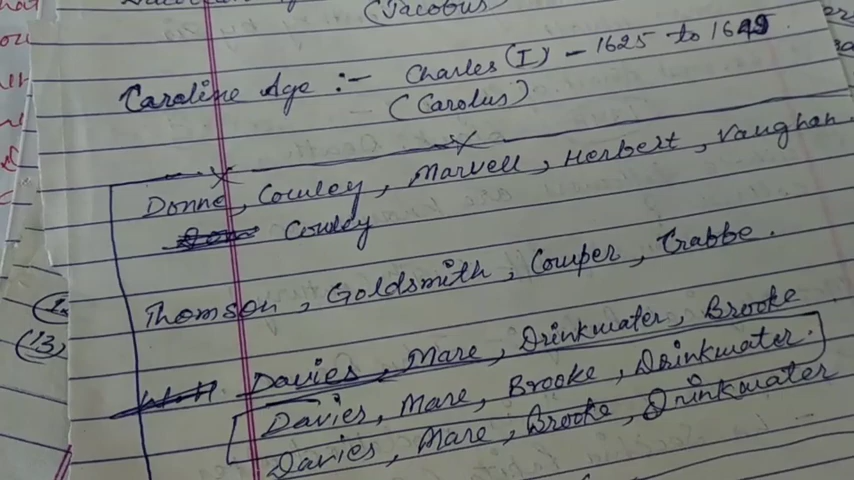 (Jacobus)
Caroline Age :- Charles (I) - 1625 to 1649.
(Carolus)
Donne, Cowley, Marvell, Herbert, Vaughan.
Cowley
Thomson, Goldsmith, Cowper, Crabbe.
Davies, Mare, Drinkwater, Brooke
Davies, Mare, Brooke, Drinkwater.
Davies, Mare, Brooke, Drinkwater
(13)